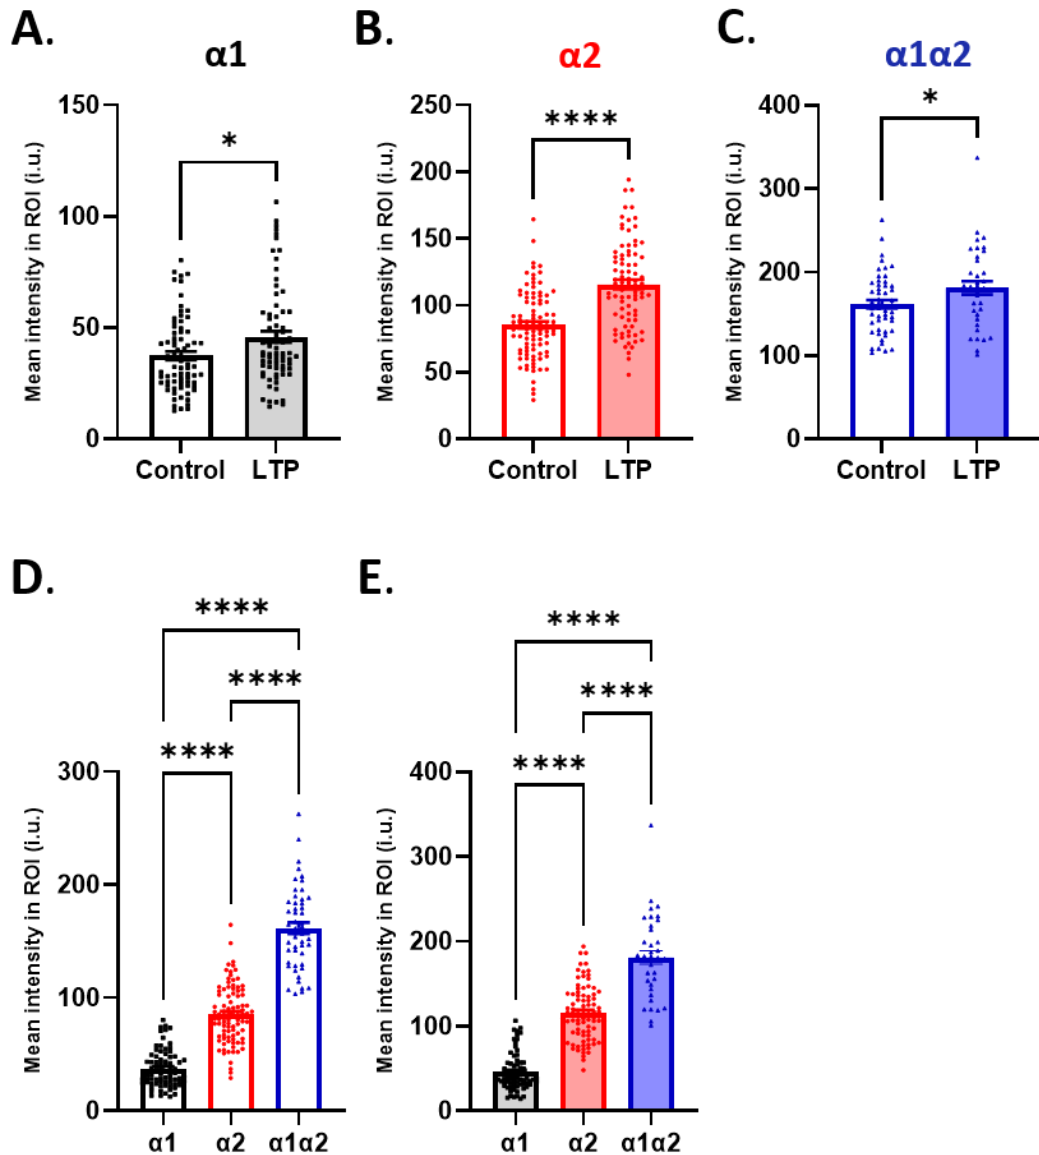 A.
α1
Mean intensity in ROI (i.u.)
150
100
50
0
*
Control
LTP
B.
α2
Mean intensity in ROI (i.u.)
250
200
150
100
50
0
****
Control
LTP
C.
α1α2
Mean intensity in ROI (i.u.)
400
300
200
100
0
*
Control
LTP
D.
Mean intensity in ROI (i.u.)
300
200
100
0
****
****
****
α1
α2
α1α2
E.
Mean intensity in ROI (i.u.)
400
300
200
100
0
****
****
****
α1
α2
α1α2